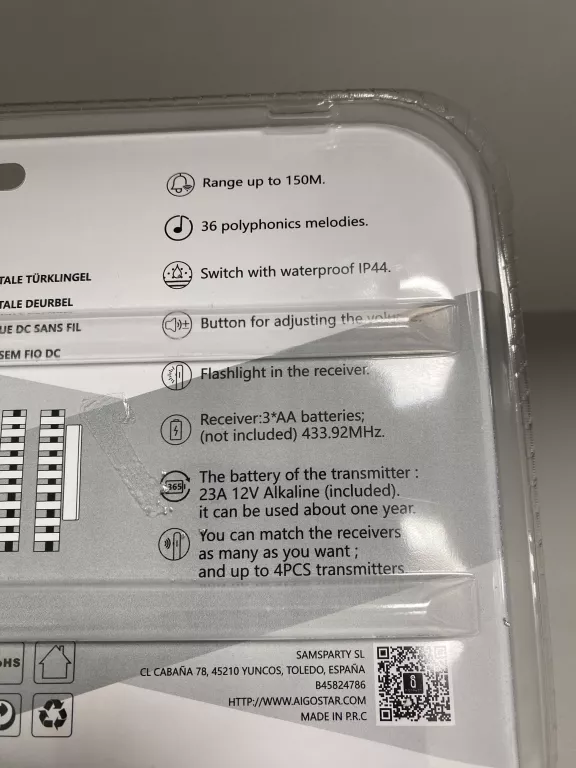 Range up to 150M.
36 polyphonics melodies.
Switch with waterproof IP44.
Button for adjusting the volume.
Flashlight in the receiver.
Receiver:3*AA batteries;
(not included) 433.92MHz.
365
The battery of the transmitter :
23A 12V Alkaline (included).
it can be used about one year.
You can match the receivers
as many as you want ;
and up to 4PCS transmitters
TALE TÜRKLINGEL
TALE DEURBEL
UE DC SANS FIL
SEM FIO DC
HS
SAMSPARTY SL
CL CABAÑA 78, 45210 YUNCOS, TOLEDO, ESPAÑA
B45824786
HTTP://WWW.AIGOSTAR.COM
MADE IN P.R.C